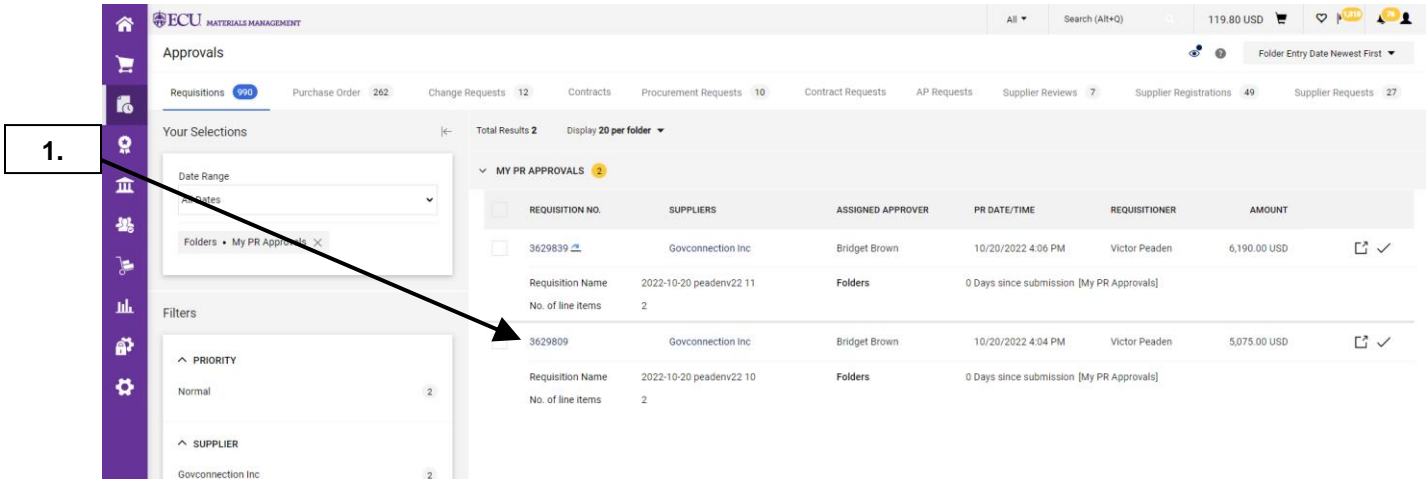 ECU MATERIALS MANAGEMENT All Search (Alt+Q) 119.80 USD
Approvals Folder Entry Date Newest First
Requisitions 990 Purchase Order 262 Change Requests 12 Contracts Procurement Requests 10 Contract Requests AP Requests Supplier Reviews 7 Supplier Registrations 49 Supplier Requests 27
1.
Your Selections Total Results 2 Display 20 per folder
Date Range MY PR APPROVALS 2
All Dates
REQUISITION NO. SUPPLIERS ASSIGNED APPROVER PR DATE/TIME REQUISITIONER AMOUNT
Folders • My PR Approvals
3629839 Govconnection Inc Bridget Brown 10/20/2022 4:06 PM Victor Peaden 6,190.00 USD
Requisition Name 2022-10-20 peadenv22 11 Folders 0 Days since submission [My PR Approvals]
No. of line items 2
Filters
3629809 Govconnection Inc Bridget Brown 10/20/2022 4:04 PM Victor Peaden 5,075.00 USD
PRIORITY
Requisition Name 2022-10-20 peadenv22 10 Folders 0 Days since submission [My PR Approvals]
Normal 2
No. of line items 2
SUPPLIER
Govconnection Inc 2